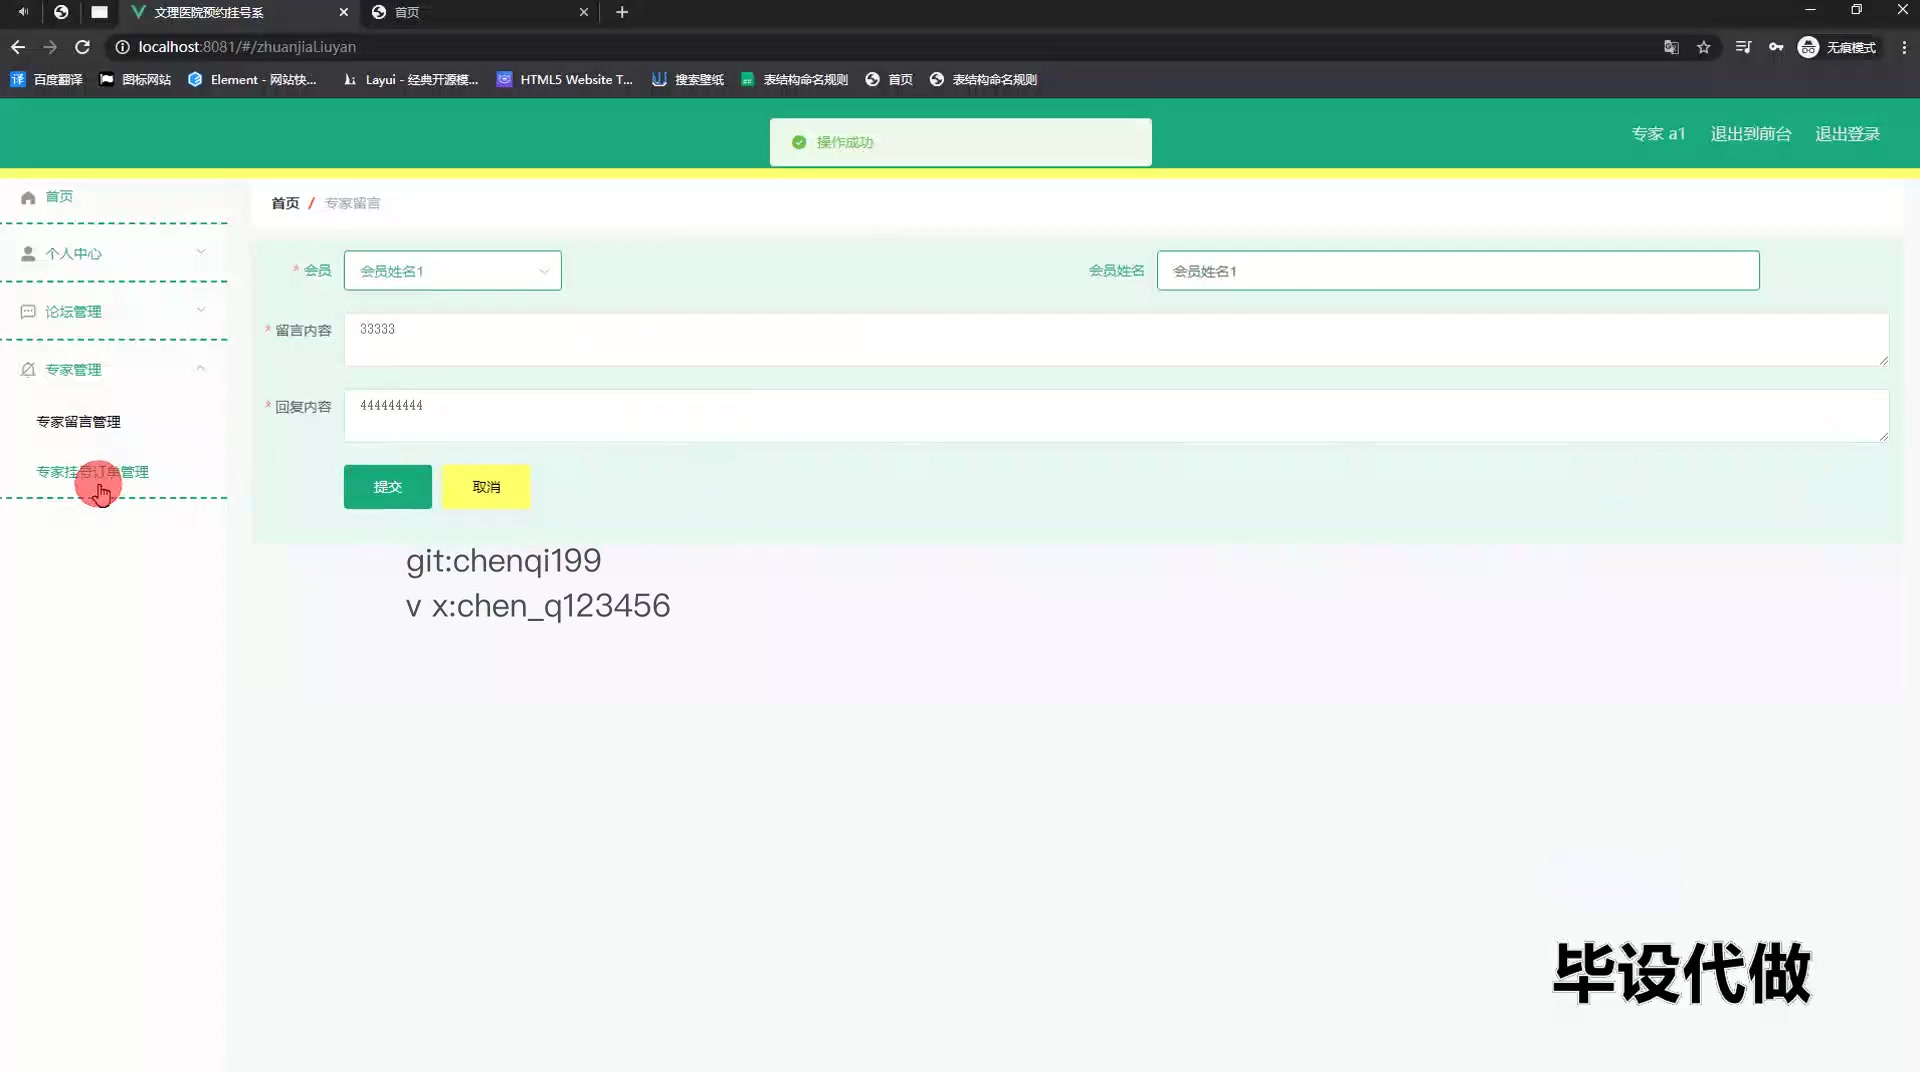 文理医院预约挂号系
首页
localhost:8081/#/zhuanjiaLiuyan
无痕模式
百度翻译
图标网站
Element - 网站快...
Layui - 经典开源模...
HTML5 Website T...
搜索壁纸
表结构命名规则
首页
表结构命名规则
操作成功
专家 a1
退出到前台
退出登录
首页
个人中心
论坛管理
专家管理
专家留言管理
专家挂号订单管理
首页 / 专家留言
* 会员
会员姓名1
会员姓名
会员姓名1
* 留言内容
33333
* 回复内容
444444444
提交
取消
git:chenqi199
v x:chen_q123456
毕设代做